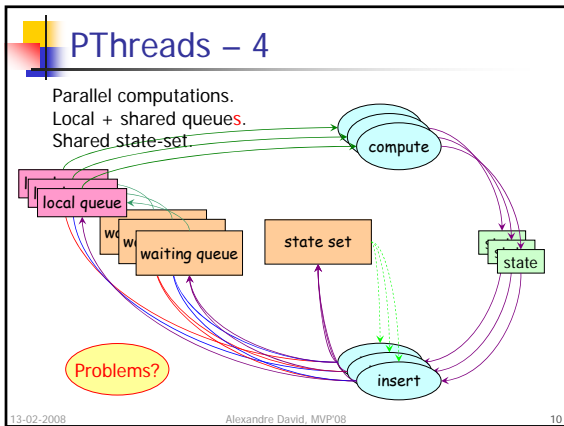 PThreads – 4
Parallel computations.
Local + shared queues.
Shared state-set.
compute
local queue
waiting queue
state set
state
Problems?
insert
13-02-2008
Alexandre David, MVP'08
10